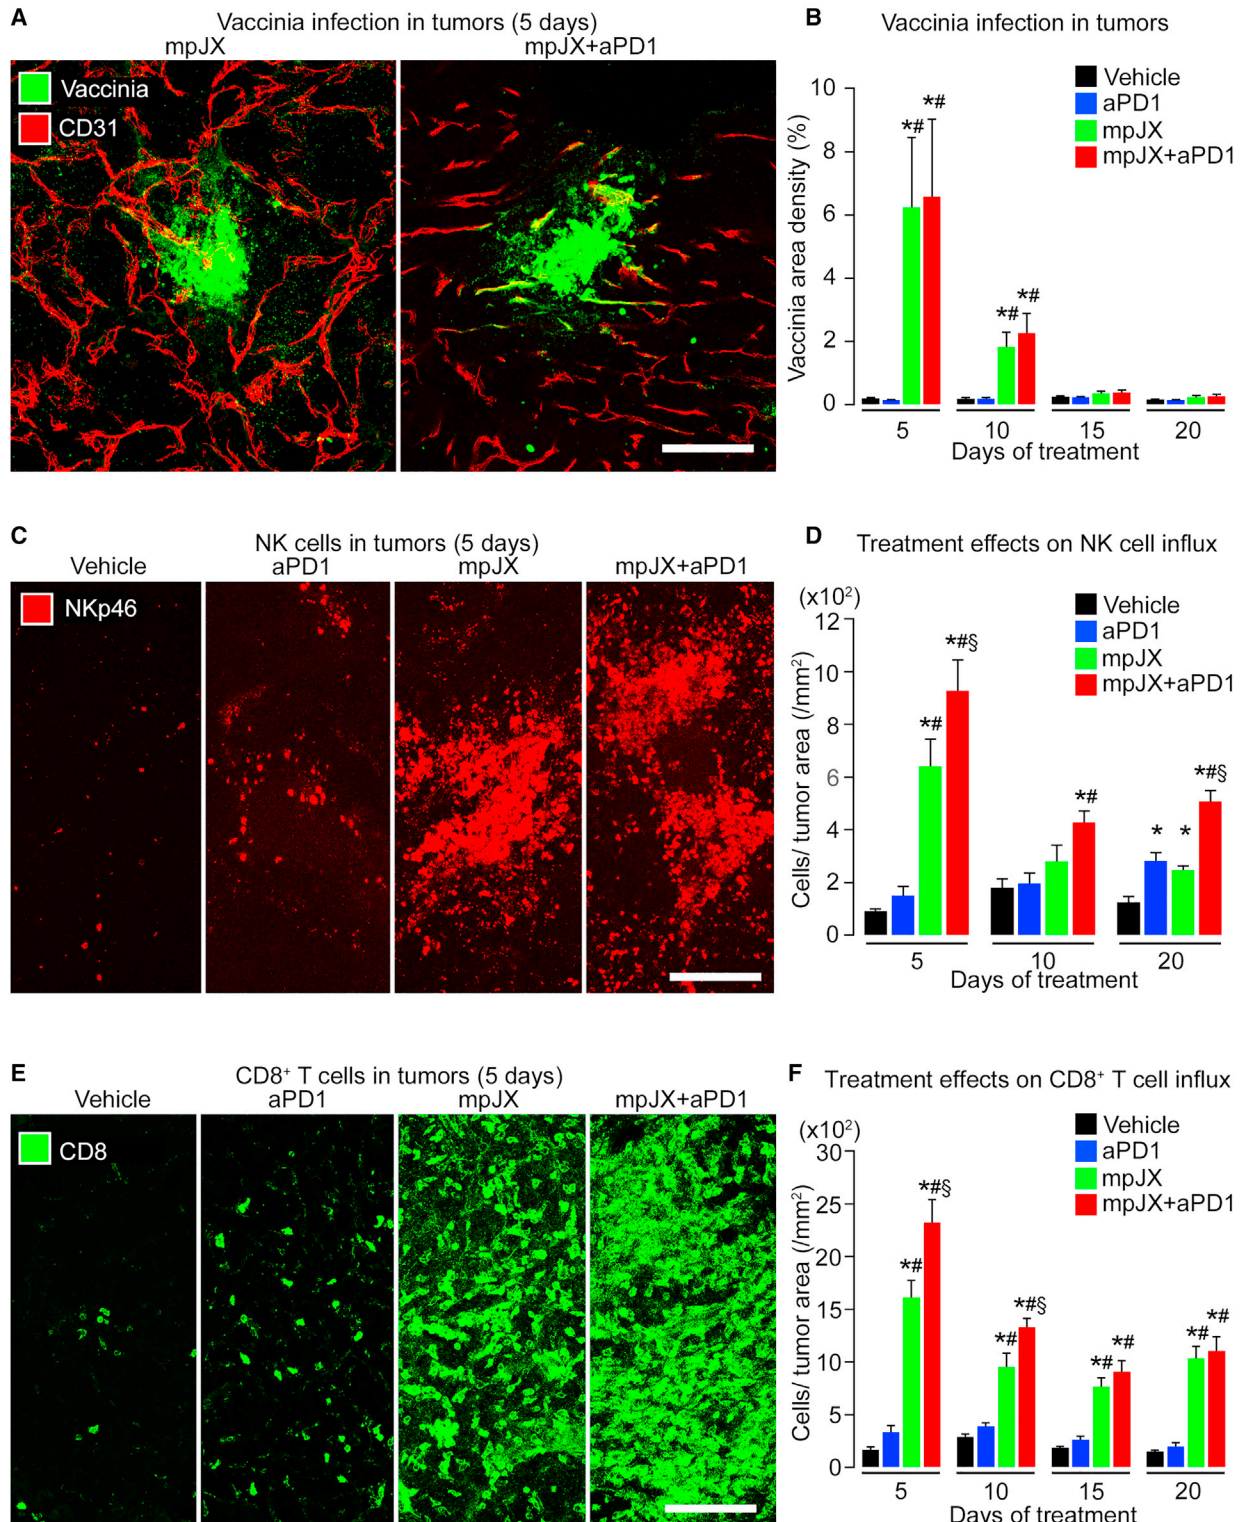 A
Vaccinia infection in tumors (5 days)
mpJX
mpJX+aPD1
Vaccinia
CD31
B
Vaccinia infection in tumors
Vehicle
aPD1
mpJX
mpJX+aPD1
Vaccinia area density (%)
10
8
6
4
2
0
*#
*#
*#
*#
5
10
15
20
Days of treatment
C
NK cells in tumors (5 days)
Vehicle
aPD1
mpJX
mpJX+aPD1
NKp46
D
Treatment effects on NK cell influx
(x10²)
Vehicle
aPD1
mpJX
mpJX+aPD1
Cells/ tumor area (/mm²)
12
10
8
6
4
2
0
*#
*#§
*#
*
*
*#§
5
10
20
Days of treatment
E
CD8⁺ T cells in tumors (5 days)
Vehicle
aPD1
mpJX
mpJX+aPD1
CD8
F
Treatment effects on CD8⁺ T cell influx
(x10²)
Vehicle
aPD1
mpJX
mpJX+aPD1
Cells/ tumor area (/mm²)
30
25
20
15
10
5
0
*#
*#§
*#
*#§
*#
*#
*#
*#
5
10
15
20
Days of treatment